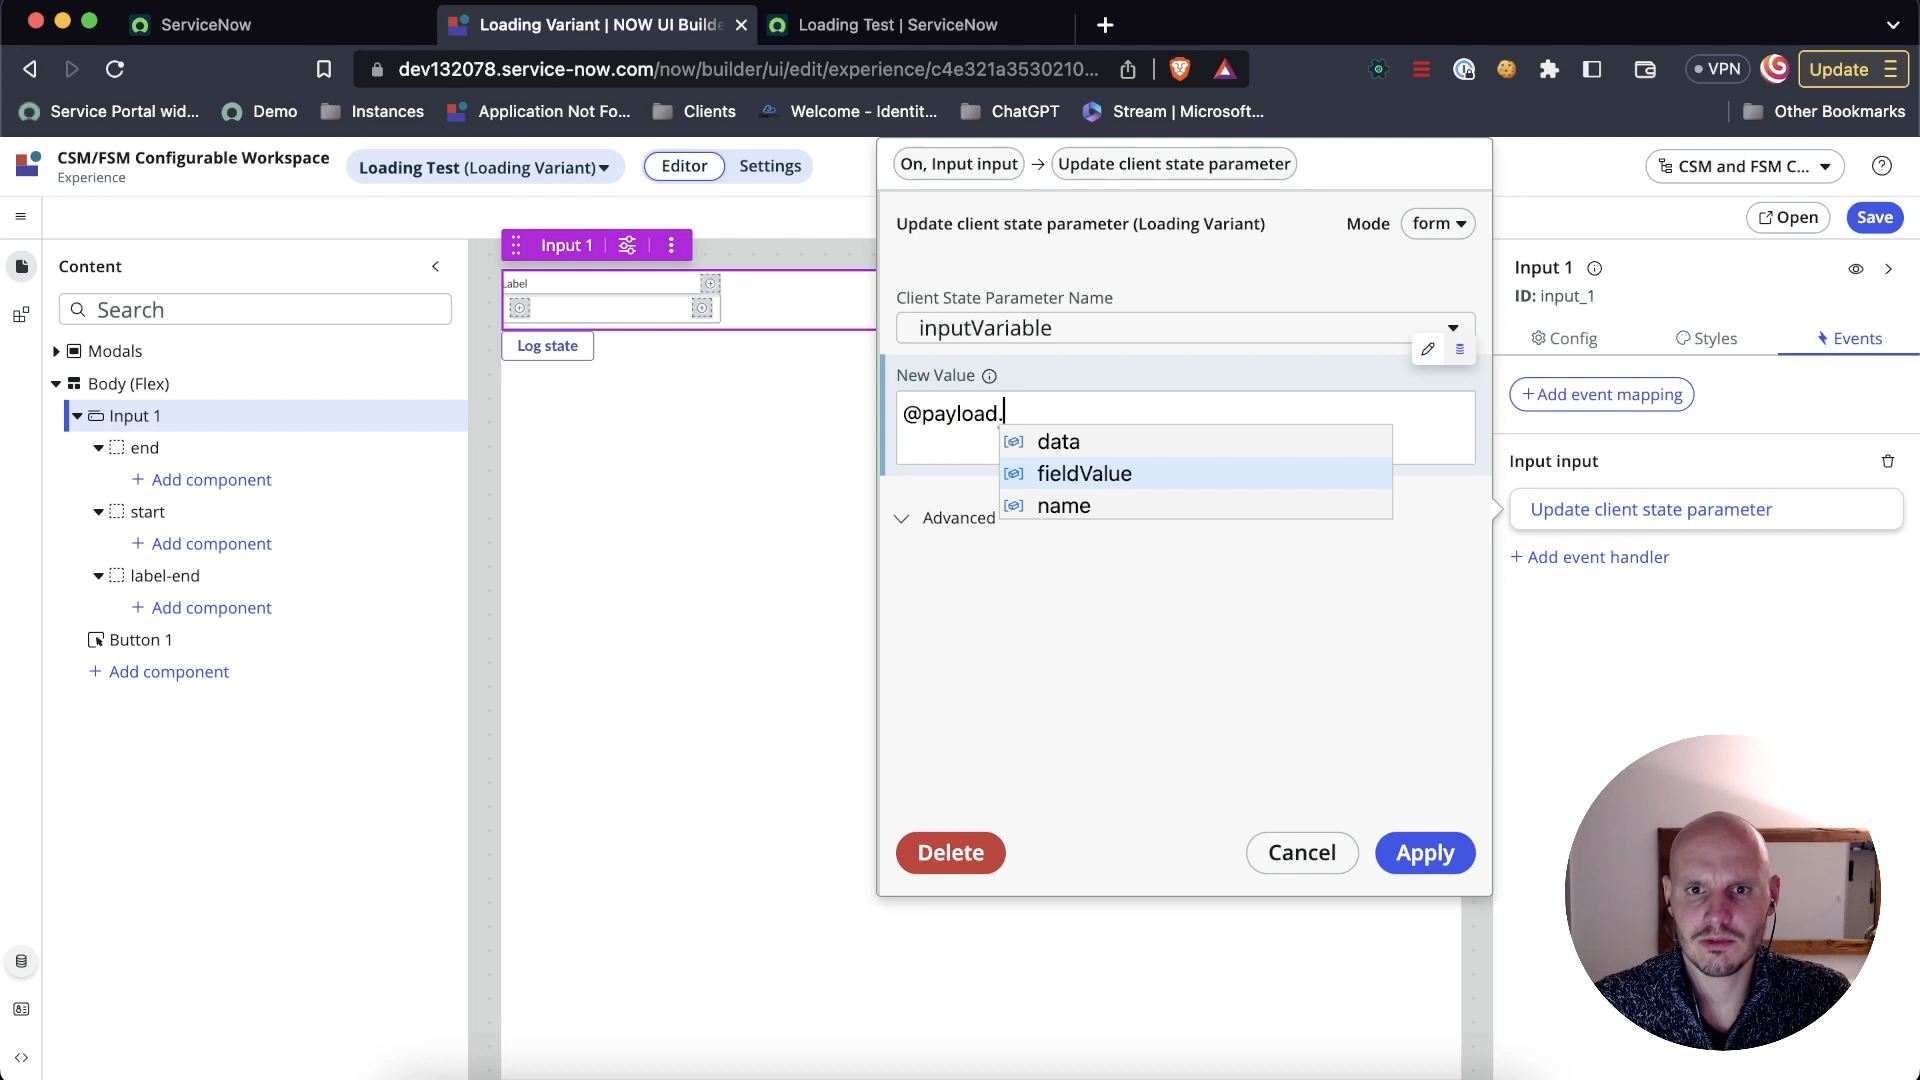 ServiceNow
Loading Variant | NOW UI Builde
Loading Test | ServiceNow
dev132078.service-now.com/now/builder/ui/edit/experience/c4e321a3530210...
VPN
Update
Service Portal wid...
Demo
Instances
Application Not Fo...
Clients
Welcome - Identit...
ChatGPT
Stream | Microsoft...
Other Bookmarks
CSM/FSM Configurable Workspace
Experience
Loading Test (Loading Variant)
Editor
Settings
On, Input input → Update client state parameter
CSM and FSM C...
Open
Save
Content
Search
Modals
Body (Flex)
Input 1
end
+ Add component
start
+ Add component
label-end
+ Add component
Button 1
+ Add component
Input 1
Label
Log state
Update client state parameter (Loading Variant)
Mode
form
Client State Parameter Name
inputVariable
New Value
@payload.
data
fieldValue
name
Advanced
Delete
Cancel
Apply
Input 1
ID: input_1
Config
Styles
Events
+ Add event mapping
Input input
Update client state parameter
+ Add event handler